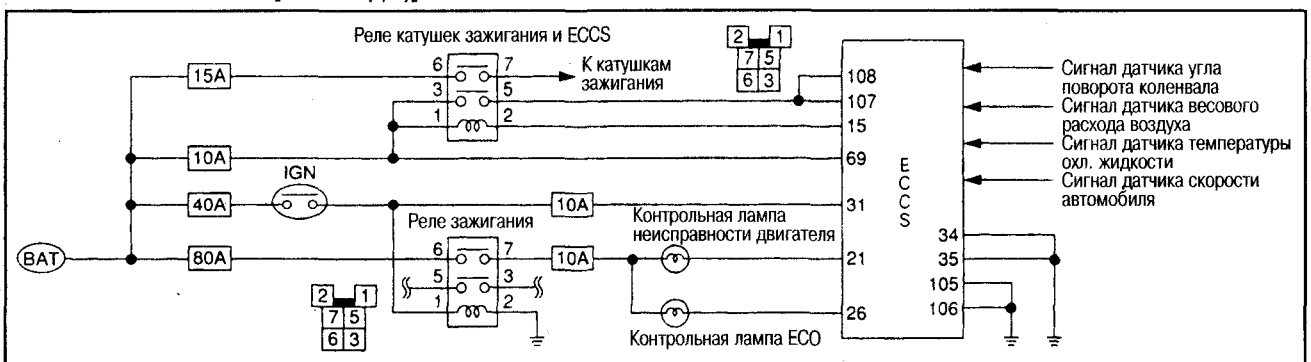 Реле катушек зажигания и ECCS
2 1
7 5
6 3
15A
6 7
К катушкам
зажигания
3 5
1 2
108
107
15
10A
69
IGN
40A
10A
31
Реле зажигания
BAT
80A
6 7
10A
5 3
1 2
2 1
7 5
6 3
Контрольная лампа
неисправности двигателя
21
26
Контрольная лампа ECO
E
C
C
S
34
35
105
106
Сигнал датчика угла
поворота коленвала
Сигнал датчика весового
расхода воздуха
Сигнал датчика температуры
охл. жидкости
Сигнал датчика скорости
автомобиля